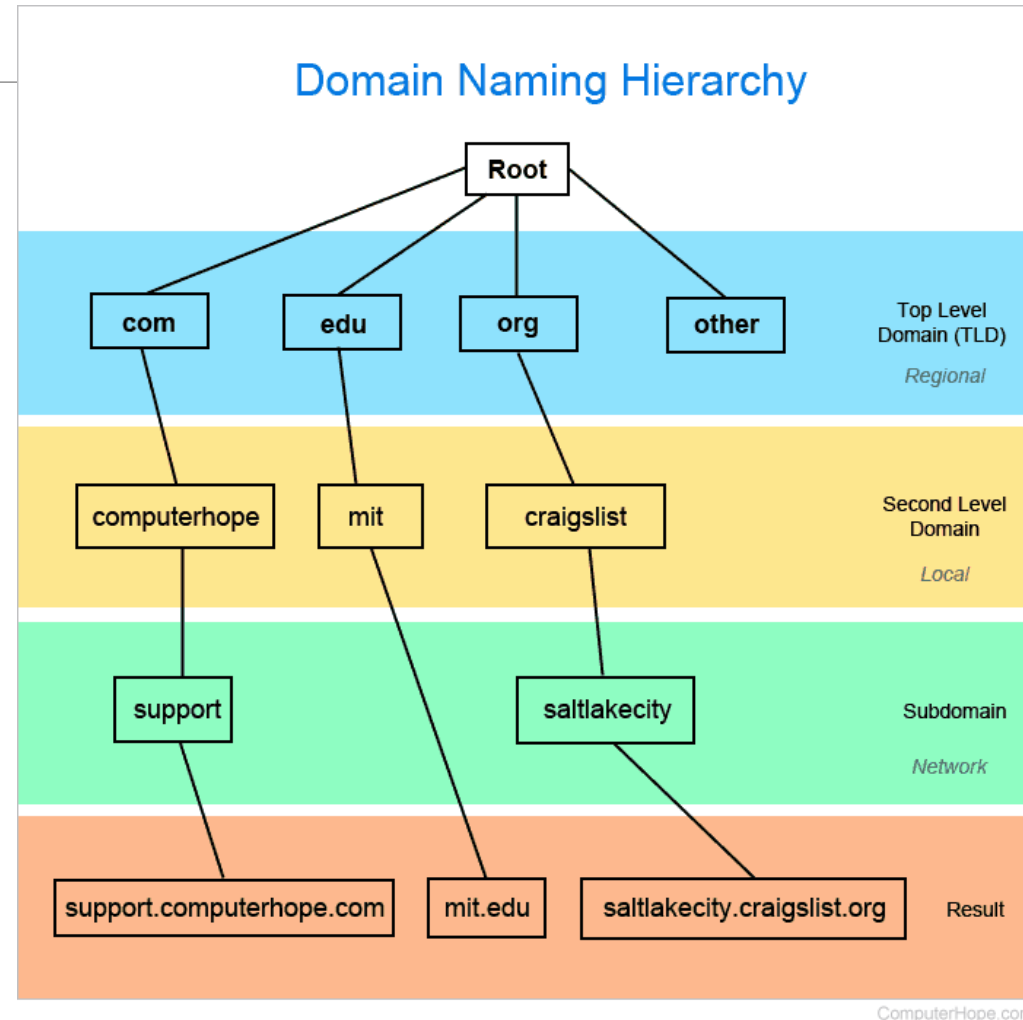 Domain Naming Hierarchy
Root
com
edu
org
other
Top Level
Domain (TLD)
Regional
computerhope
mit
craigslist
Second Level
Domain
Local
support
saltlakecity
Subdomain
Network
support.computerhope.com
mit.edu
saltlakecity.craigslist.org
Result